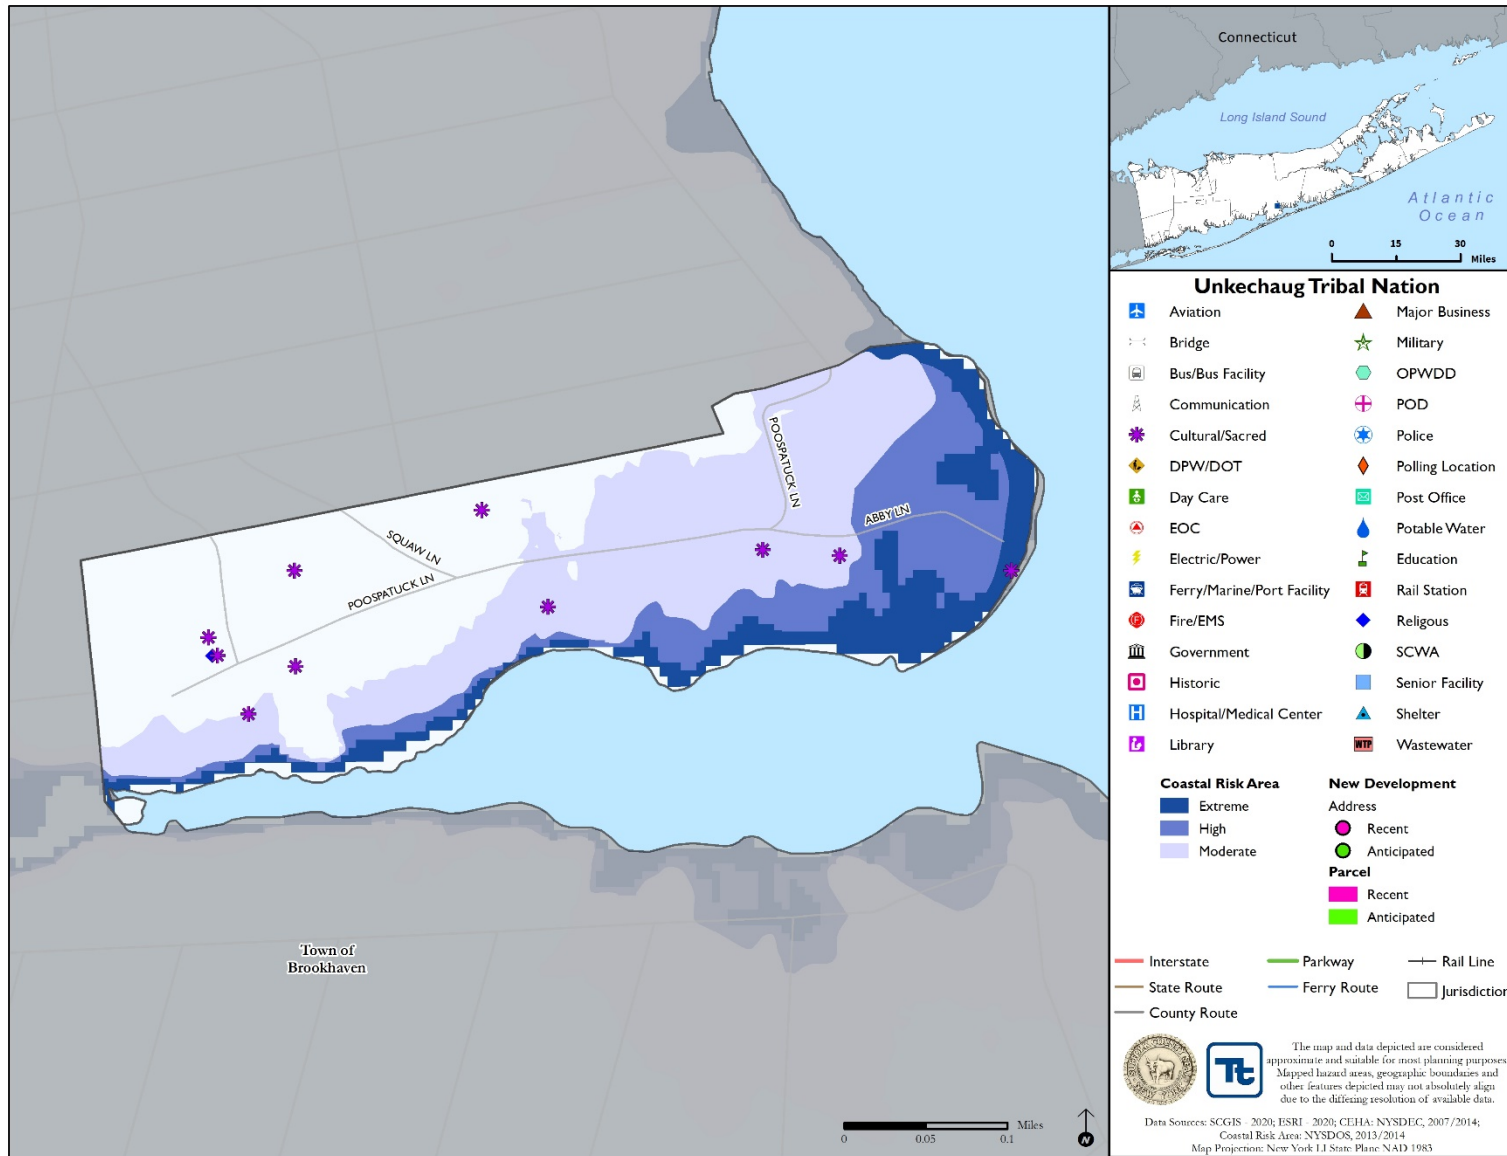 Connecticut
Long Island Sound
Atlantic
Ocean
0 15 30
Miles
POOSPATUCK LN
ABBY LN
SQUAW LN
POOSPATUCK LN
Town of
Brookhaven
Miles
0 0.05 0.1
N
Unkechaug Tribal Nation
Aviation
Bridge
Bus/Bus Facility
Communication
Cultural/Sacred
DPW/DOT
Day Care
EOC
Electric/Power
Ferry/Marine/Port Facility
Fire/EMS
Government
Historic
Hospital/Medical Center
Library
Major Business
Military
OPWDD
POD
Police
Polling Location
Post Office
Potable Water
Education
Rail Station
Religous
SCWA
Senior Facility
Shelter
WTP Wastewater
Coastal Risk Area
Extreme
High
Moderate
New Development
Address
Recent
Anticipated
Parcel
Recent
Anticipated
Interstate
State Route
County Route
Parkway
Ferry Route
Rail Line
Jurisdiction
Tt
The map and data depicted are considered
approximate and suitable for most planning purposes
Mapped hazard areas, geographic boundaries and
other features depicted may not absolutely align
due to the differing resolution of available data.
Data Sources: SCGIS - 2020; ESRI - 2020; CEHA: NYSDEC, 2007/2014;
Coastal Risk Area: NYSDOS, 2013/2014
Map Projection: New York LI State Plane NAD 1983